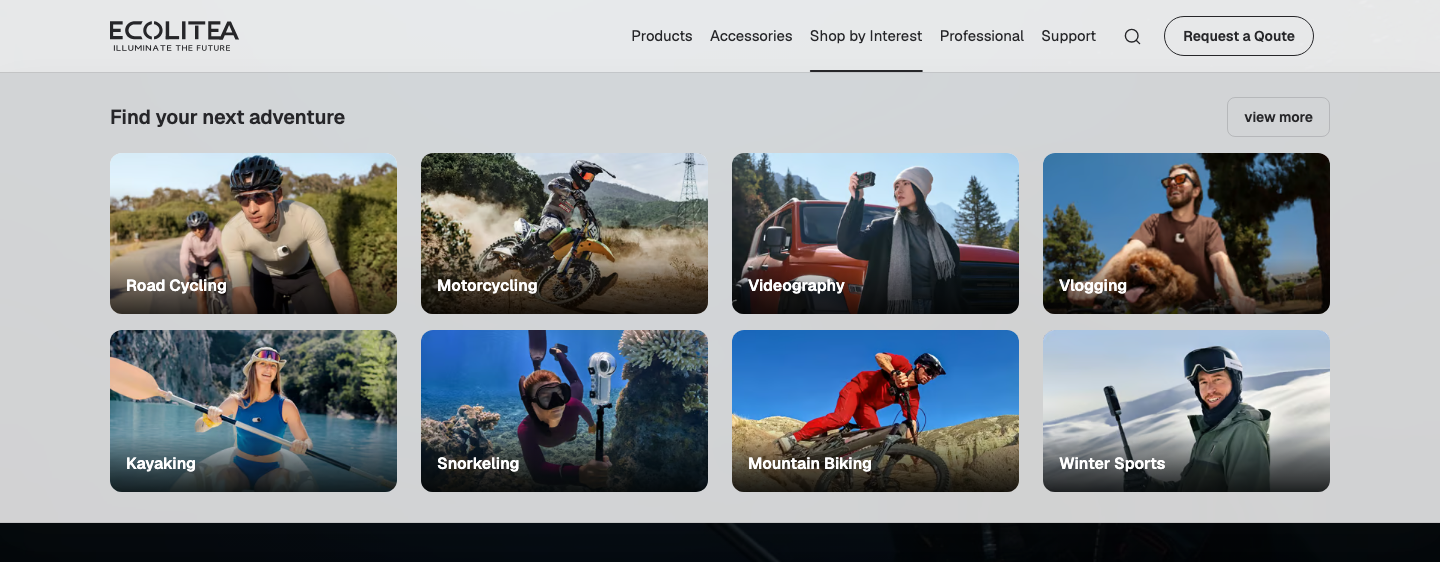 ECOLITEA
ILLUMINATE THE FUTURE
Products Accessories Shop by Interest Professional Support Request a Qoute
Find your next adventure
view more
Road Cycling
Motorcycling
Videography
Vlogging
Kayaking
Snorkeling
Mountain Biking
Winter Sports